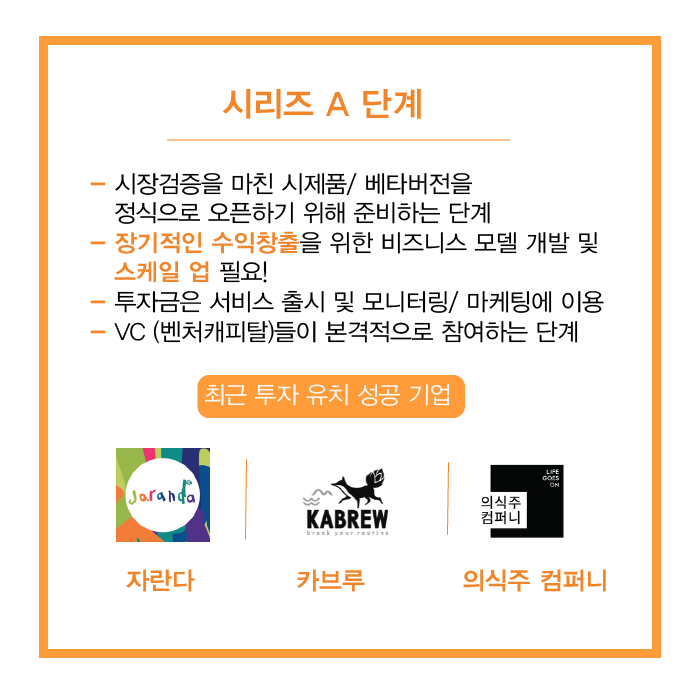 시리즈 A 단계
– 시장검증을 마친 시제품/ 베타버전을
정식으로 오픈하기 위해 준비하는 단계
– 장기적인 수익창출을 위한 비즈니스 모델 개발 및
스케일 업 필요!
– 투자금은 서비스 출시 및 모니터링/ 마케팅에 이용
– VC (벤처캐피탈)들이 본격적으로 참여하는 단계
최근 투자 유치 성공 기업
Jaranda
KABREW
break your routine
LIFE
GOES
ON
의식주
컴퍼니
자란다
카브루
의식주 컴퍼니